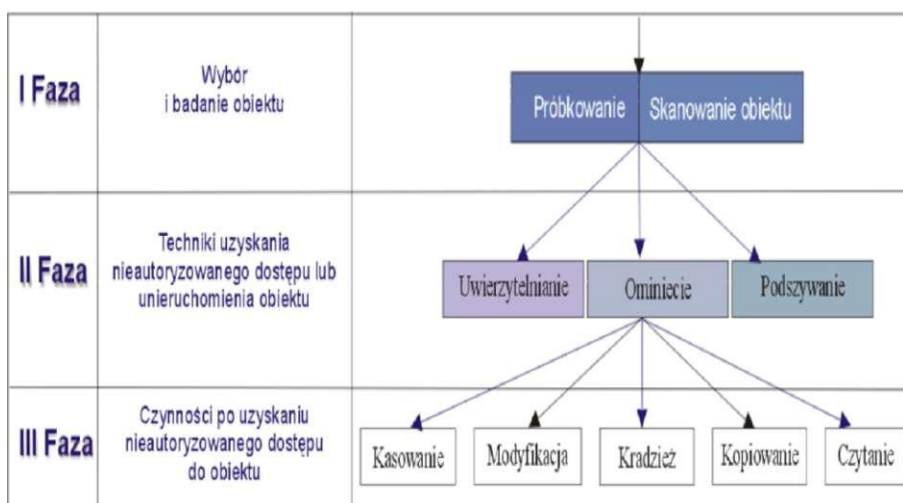 I Faza
Wybór
i badanie obiektu
Próbkowanie
Skanowanie obiektu
II Faza
Techniki uzyskania
nieautoryzowanego dostępu lub
unieruchomienia obiektu
Uwierzytelnianie
Ominiecie
Podszywanie
III Faza
Czynności po uzyskaniu
nieautoryzowanego dostępu
do obiektu
Kasowanie
Modyfikacja
Kradzież
Kopiowanie
Czytanie